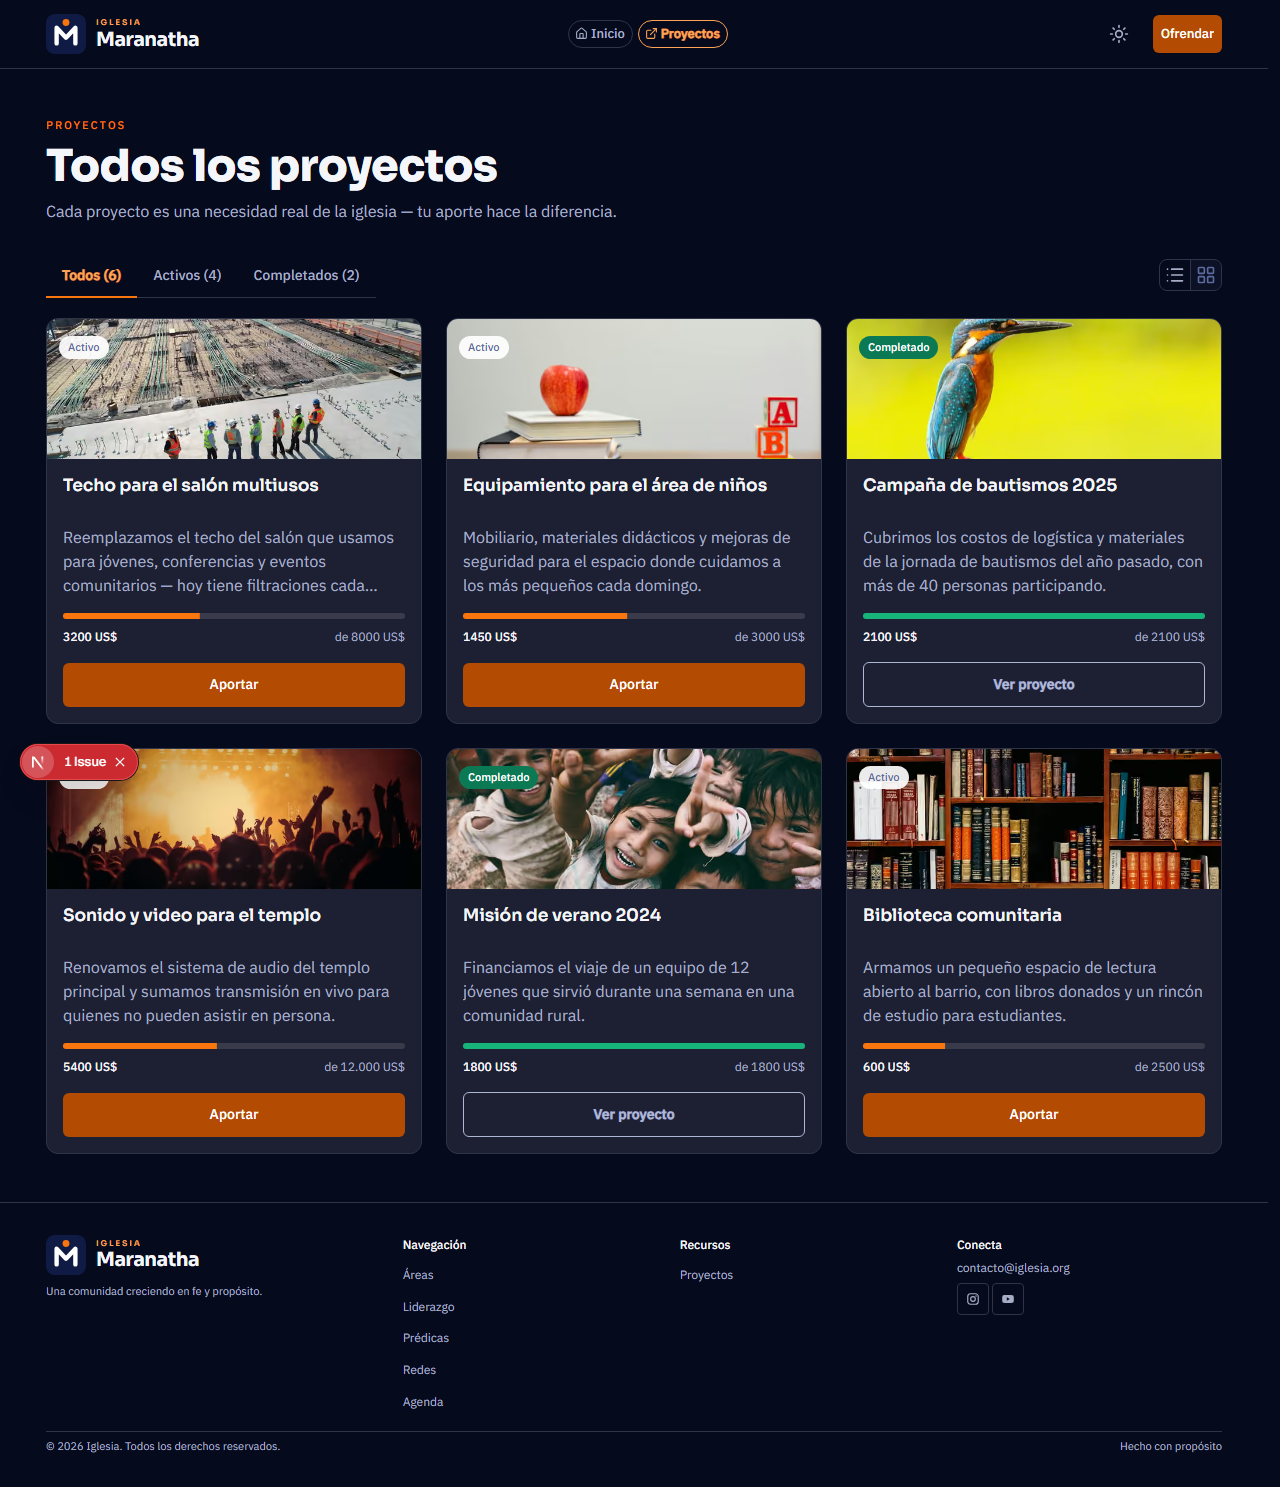 IGLESIA
Maranatha
Inicio
Proyectos
Ofrendar
PROYECTOS
Todos los proyectos
Cada proyecto es una necesidad real de la iglesia — tu aporte hace la diferencia.
Todos (6)
Activos (4)
Completados (2)
Activo
Activo
Completado
A
B
Techo para el salón multiusos
Equipamiento para el área de niños
Campaña de bautismos 2025
Reemplazamos el techo del salón que usamos
para jóvenes, conferencias y eventos
comunitarios — hoy tiene filtraciones cada...
Mobiliario, materiales didácticos y mejoras de
seguridad para el espacio donde cuidamos a
los más pequeños cada domingo.
Cubrimos los costos de logística y materiales
de la jornada de bautismos del año pasado, con
más de 40 personas participando.
3200 US$
de 8000 US$
1450 US$
de 3000 US$
2100 US$
de 2100 US$
Aportar
Aportar
Ver proyecto
N
1 Issue
Completado
Activo
Sonido y video para el templo
Misión de verano 2024
Biblioteca comunitaria
Renovamos el sistema de audio del templo
principal y sumamos transmisión en vivo para
quienes no pueden asistir en persona.
Financiamos el viaje de un equipo de 12
jóvenes que sirvió durante una semana en una
comunidad rural.
Armamos un pequeño espacio de lectura
abierto al barrio, con libros donados y un rincón
de estudio para estudiantes.
5400 US$
de 12.000 US$
1800 US$
de 1800 US$
600 US$
de 2500 US$
Aportar
Ver proyecto
Aportar
IGLESIA
Maranatha
Una comunidad creciendo en fe y propósito.
Navegación
Áreas
Liderazgo
Prédicas
Redes
Agenda
Recursos
Proyectos
Conecta
contacto@iglesia.org
© 2026 Iglesia. Todos los derechos reservados.
Hecho con propósito